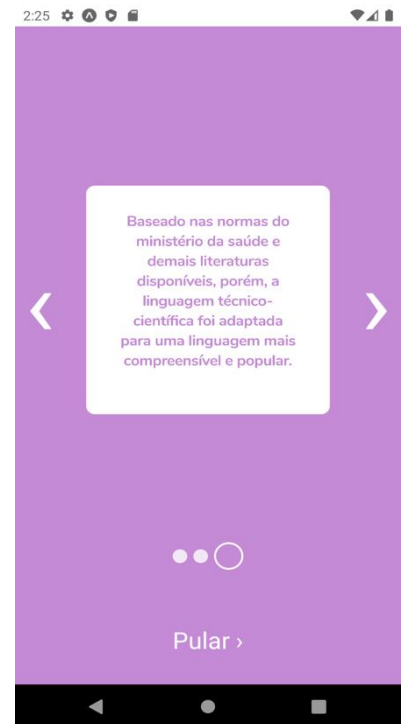 2:25
Baseado nas normas do
ministério da saúde e
demais literaturas
disponíveis, porém, a
linguagem técnico-
científica foi adaptada
para uma linguagem mais
compreensível e popular.
Pular ›